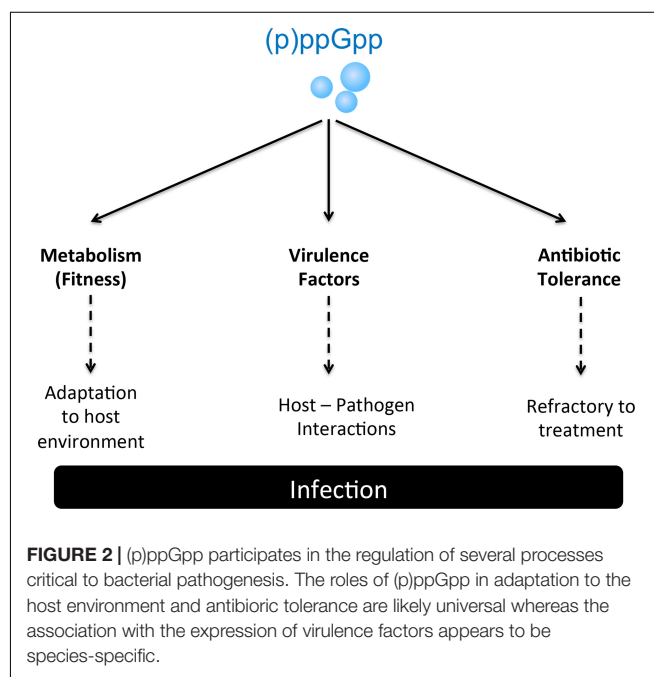 (p)ppGpp
Metabolism
(Fitness)
Virulence
Factors
Antibiotic
Tolerance
Adaptation
to host
environment
Host – Pathogen
Interactions
Refractory to
treatment
Infection
FIGURE 2 | (p)ppGpp participates in the regulation of several processes
critical to bacterial pathogenesis. The roles of (p)ppGpp in adaptation to the
host environment and antibioric tolerance are likely universal whereas the
association with the expression of virulence factors appears to be
species-specific.